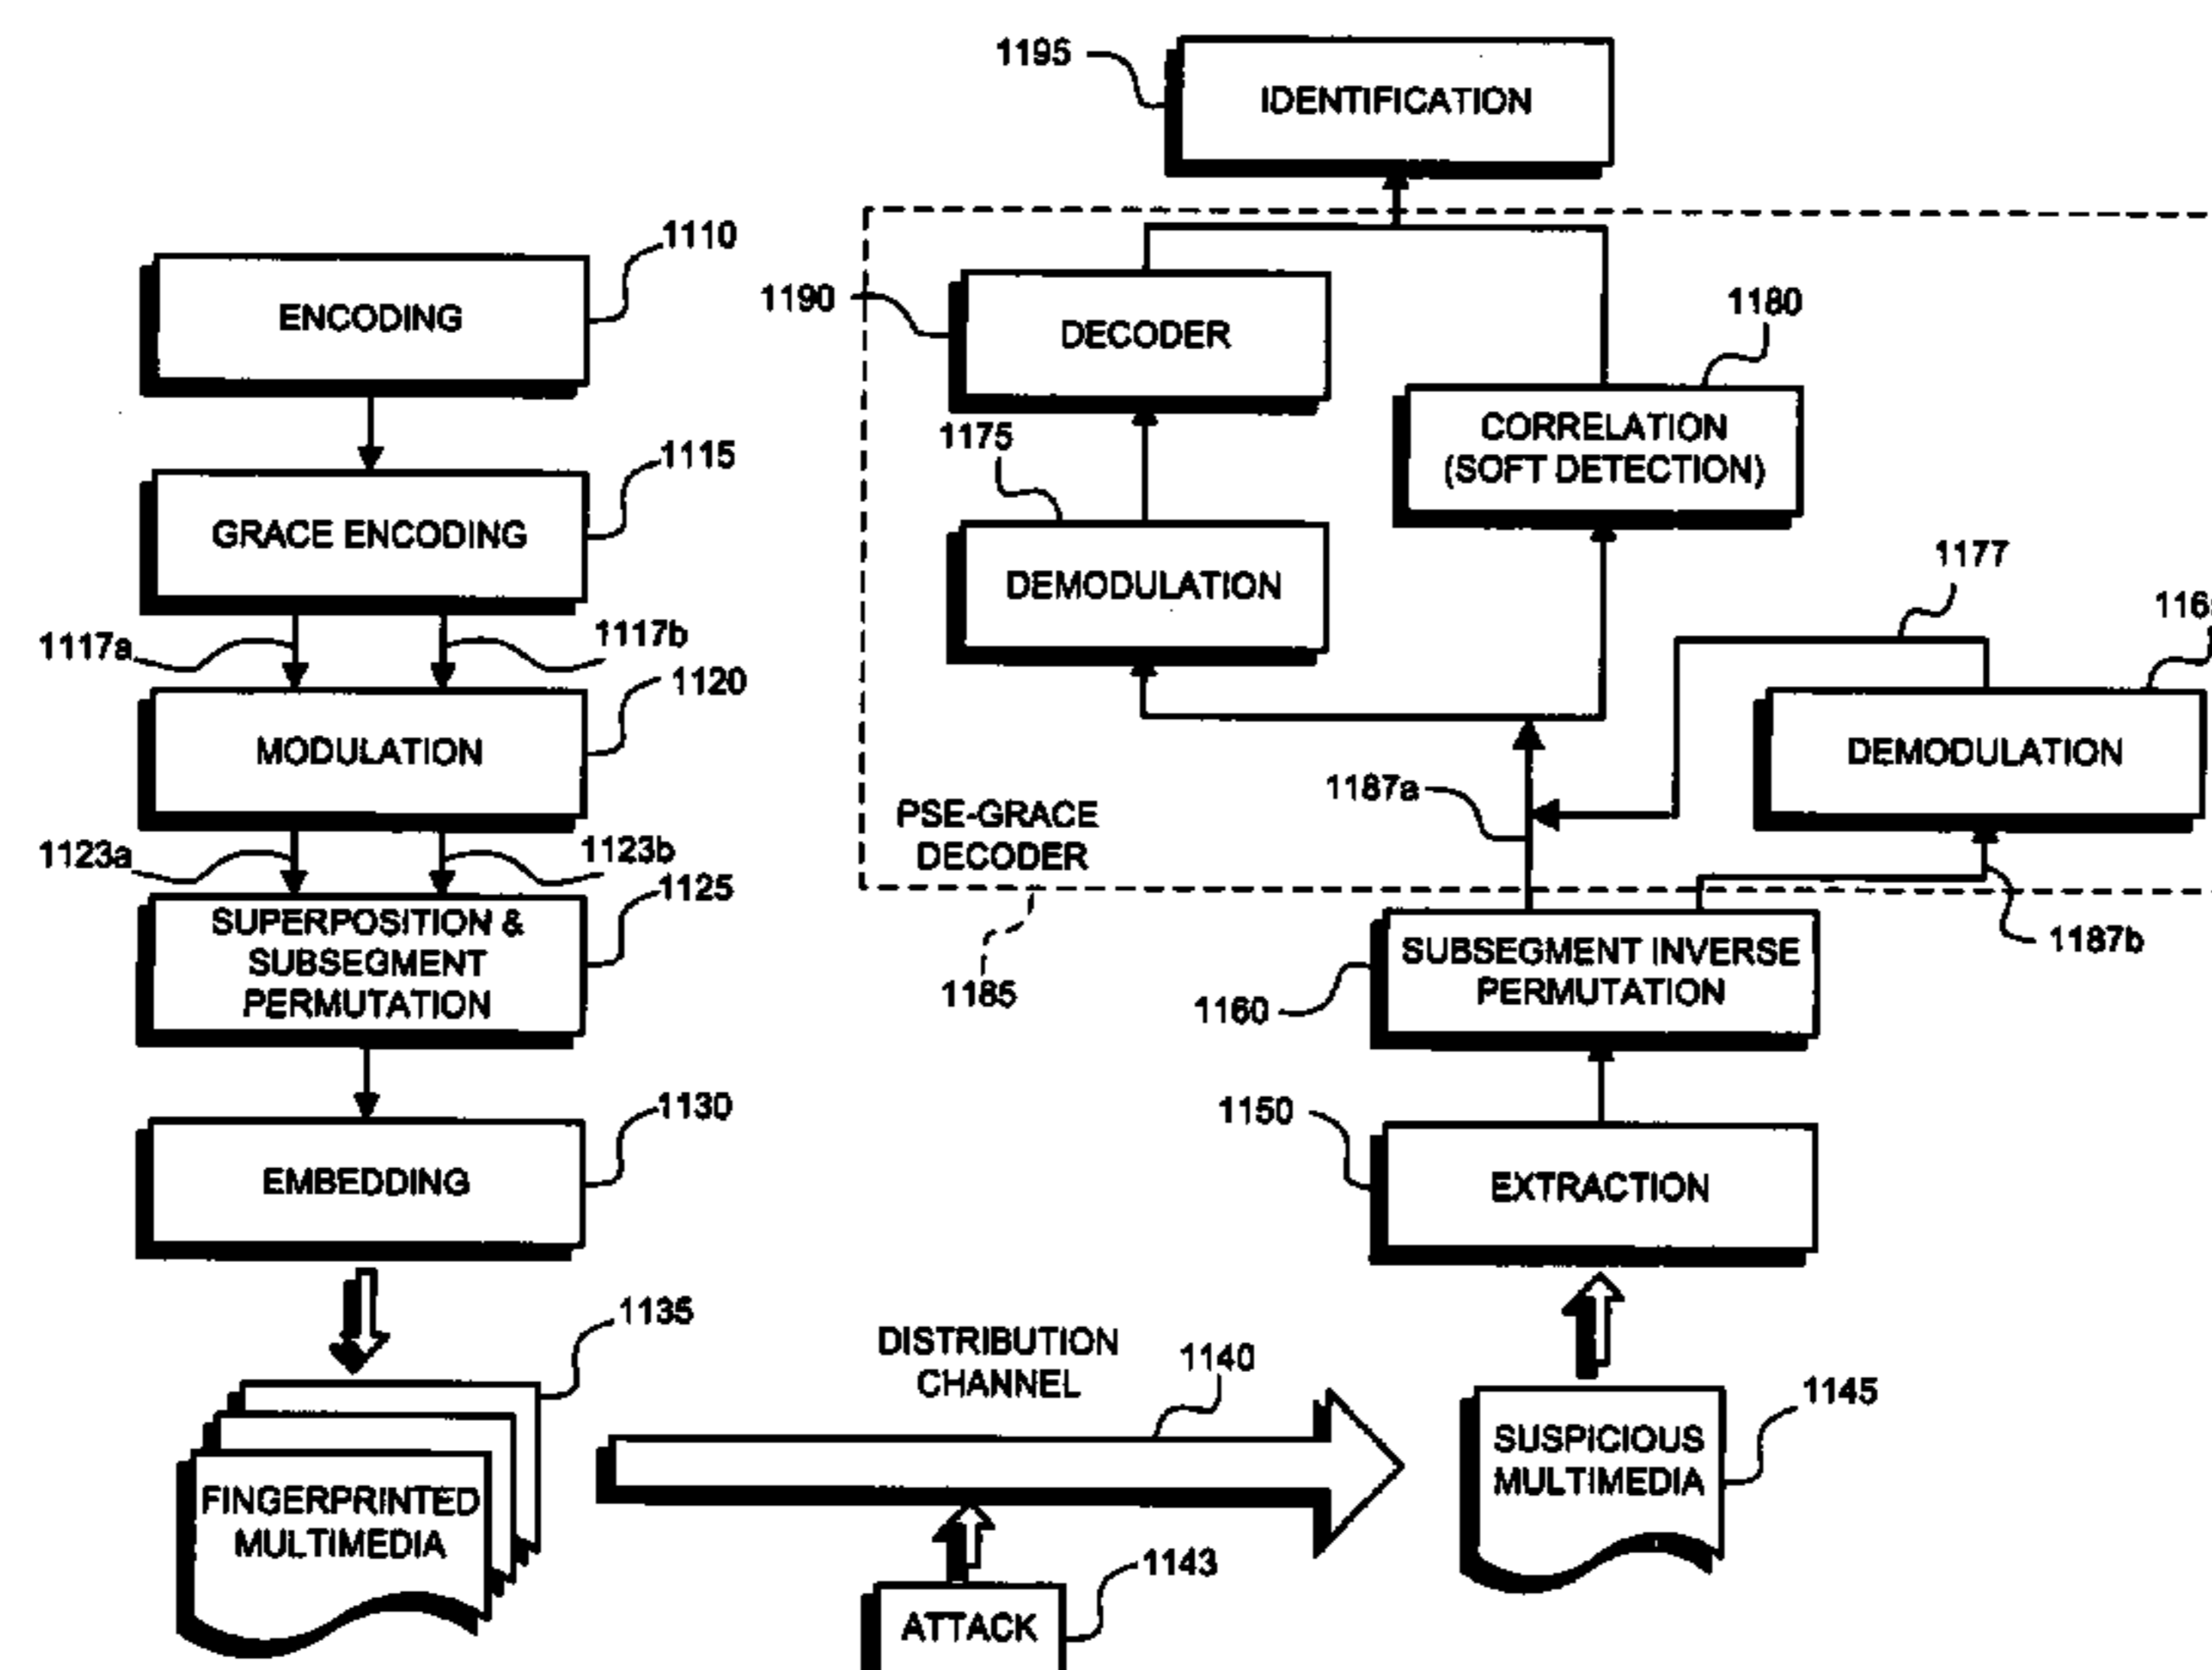 1195
IDENTIFICATION
1110
ENCODING
1190
DECODER
1180
CORRELATION
(SOFT DETECTION)
1115
GRACE ENCODING
1175
DEMODULATION
1177
1117a
1117b
1120
MODULATION
DEMODULATION
1187a
PSE-GRACE
DECODER
1123a
1123b
1125
SUPERPOSITION &
SUBSEGMENT
PERMUTATION
1185
1160
SUBSEGMENT INVERSE
PERMUTATION
1187b
1130
EMBEDDING
1150
EXTRACTION
1135
FINGERPRINTED
MULTIMEDIA
DISTRIBUTION
CHANNEL
1140
1145
SUSPICIOUS
MULTIMEDIA
1143
ATTACK